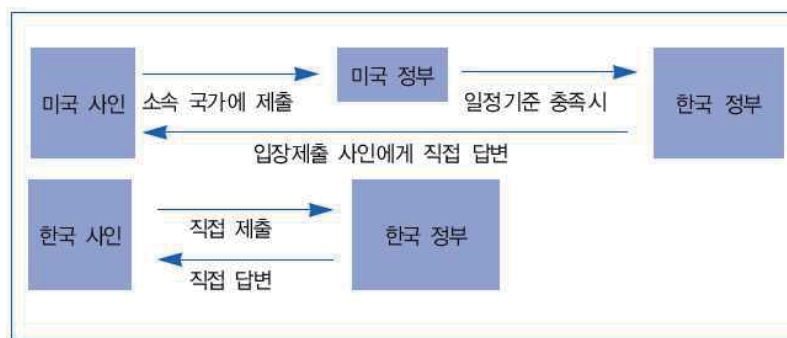 미국 사인
소속 국가에 제출
미국 정부
일정기준 충족시
한국 정부
입장제출 사인에게 직접 답변
한국 사인
직접 제출
한국 정부
직접 답변